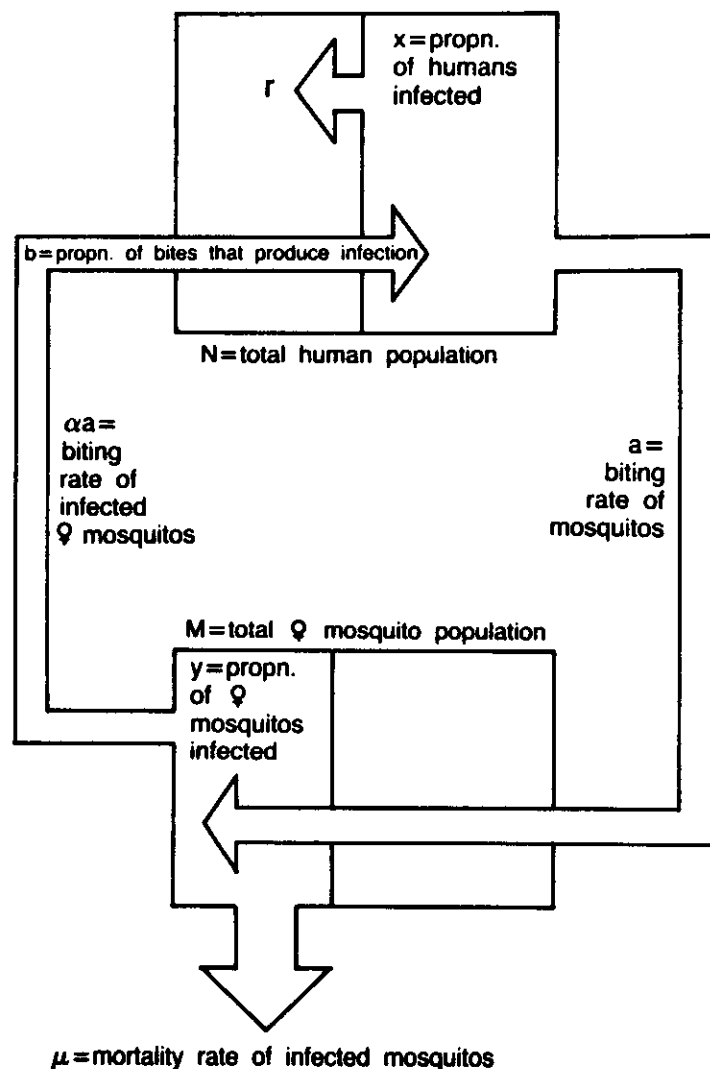 x=propn.
of humans
infected
r
b=propn. of bites that produce infection
N=total human population
αa=
biting
rate of
infected
♀ mosquitos
a=
biting
rate of
mosquitos
M=total ♀ mosquito population
y=propn.
of ♀
mosquitos
infected
μ=mortality rate of infected mosquitos